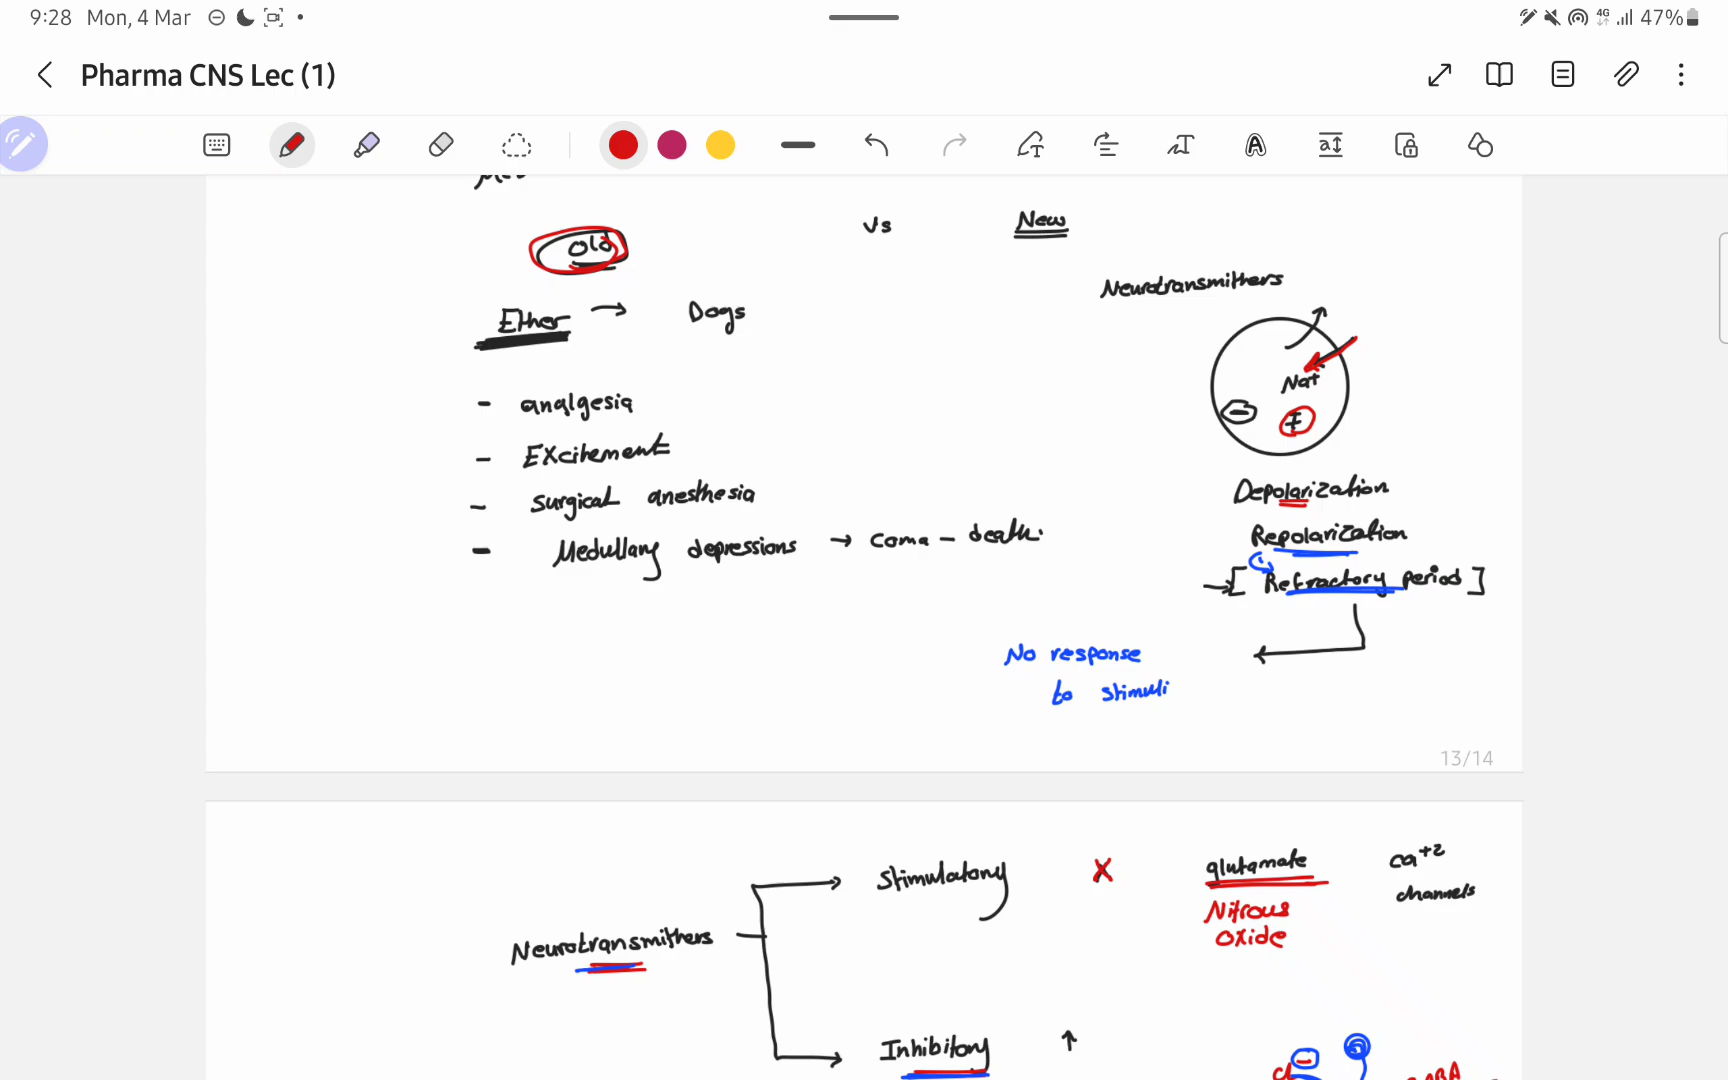 9:28 Mon, 4 Mar
4G 47%
Pharma CNS Lec (1)
old
Vs
New
Ether → Dogs
Neurotransmitters
Na+
- analgesia
- Excitement
- Surgical anesthesia
- Medullary depressions → coma - death
Depolarization
Repolarization
→ [ Refractory period ]
No response
to stimuli
13/14
Stimulatory X glutamate ca+2
channels
Nitrous
oxide
Neurotransmitters
Inhibitory ↑